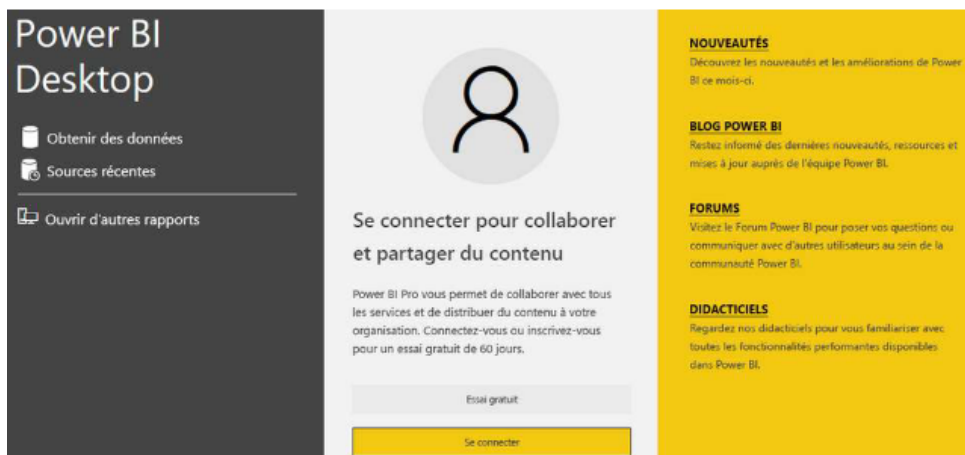 Power BI
Desktop
Obtenir des données
Sources récentes
Ouvrir d'autres rapports
Se connecter pour collaborer
et partager du contenu
Power BI Pro vous permet de collaborer avec tous
les services et de distribuer du contenu à votre
organisation. Connectez-vous ou inscrivez-vous
pour un essai gratuit de 60 jours.
Essai gratuit
Se connecter
NOUVEAUTÉS
Découvrez les nouveautés et les améliorations de Power
BI ce mois-ci.
BLOG POWER BI
Restez informé des dernières nouveautés, ressources et
mises à jour auprès de l'équipe Power BI.
FORUMS
Visitez le Forum Power BI pour poser vos questions ou
communiquer avec d'autres utilisateurs au sein de la
communauté Power BI.
DIDACTICIELS
Regardez nos didacticiels pour vous familiariser avec
toutes les fonctionnalités performantes disponibles
dans Power BI.